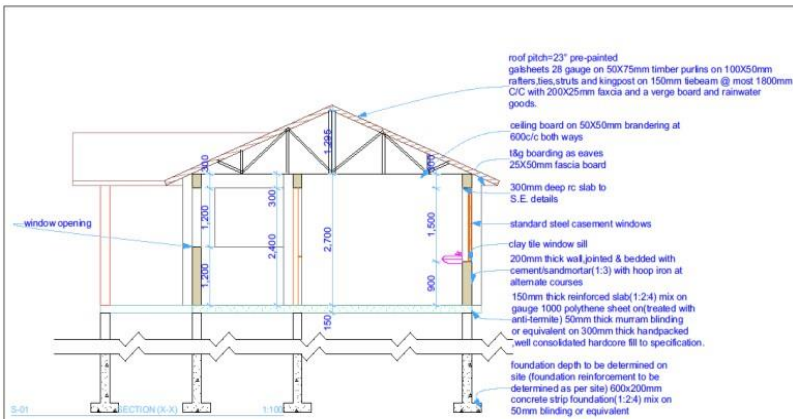 roof pitch=23° pre-painted
galsheets 28 gauge on 50X75mm timber purlins on 100X50mm
rafters,ties,struts and kingpost on 150mm tiebeam @ most 1800mm
C/C with 200X25mm faxcia and a verge board and rainwater
goods.
ceiling board on 50X50mm brandering at
600c/c both ways
t&g boarding as eaves
25X50mm fascia board
300mm deep rc slab to
S.E. details
standard steel casement windows
clay tile window sill
200mm thick wall,jointed & bedded with
cement/sandmortar(1:3) with hoop iron at
alternate courses
150mm thick reinforced slab(1:2:4) mix on
gauge 1000 polythene sheet on(treated with
anti-termite) 50mm thick murram blinding
or equivalent on 300mm thick handpacked
,well consolidated hardcore fill to specification.
foundation depth to be determined on
site (foundation reinforcement to be
determined as per site) 600x200mm
concrete strip foundation(1:2:4) mix on
50mm blinding or equivalent
window opening
300
1,200
1,200
300
2,400
1,295
2,700
150
300
1,500
900
S-01
SECTION (X-X)
1:100